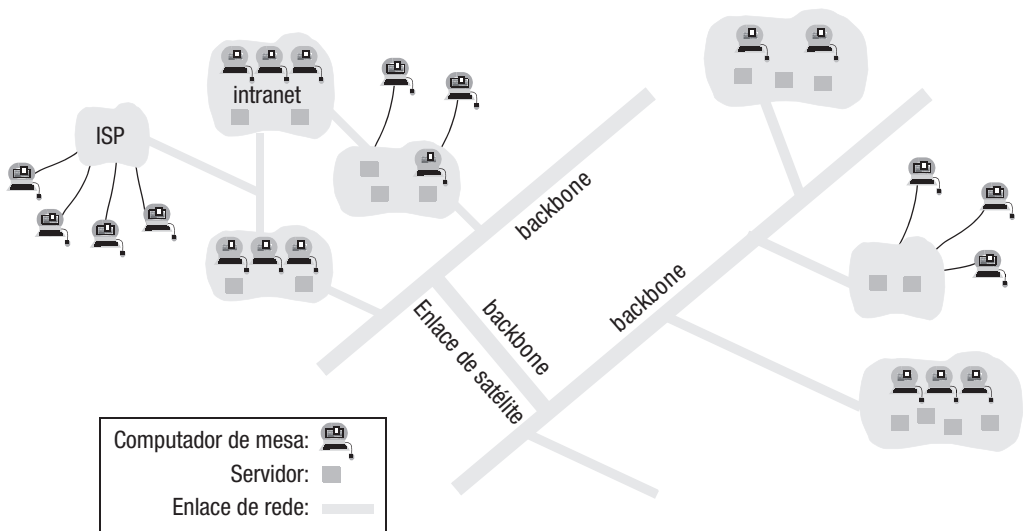 intranet
ISP
backbone
backbone
backbone
Enlace de satélite
Computador de mesa:
Servidor:
Enlace de rede: